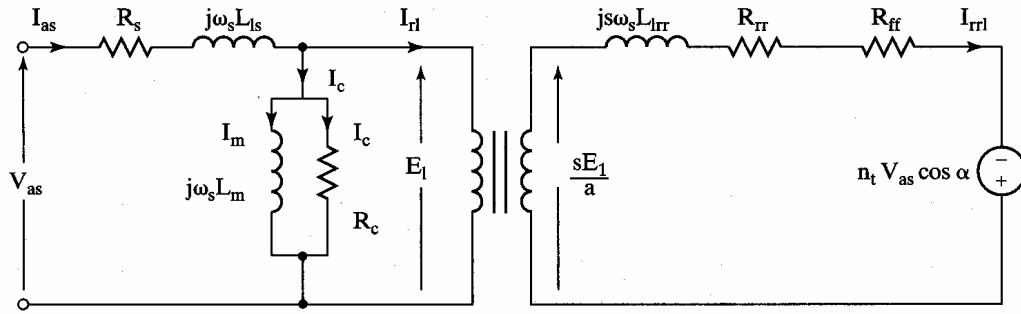 I_as
R_s
jω_sL_ls
I_rl
jsω_sL_lrr
R_rr
R_ff
I_rrl
I_c
I_m
I_c
V_as
jω_sL_m
E_l
sE_1
a
n_t V_as cos α
−
+
R_c